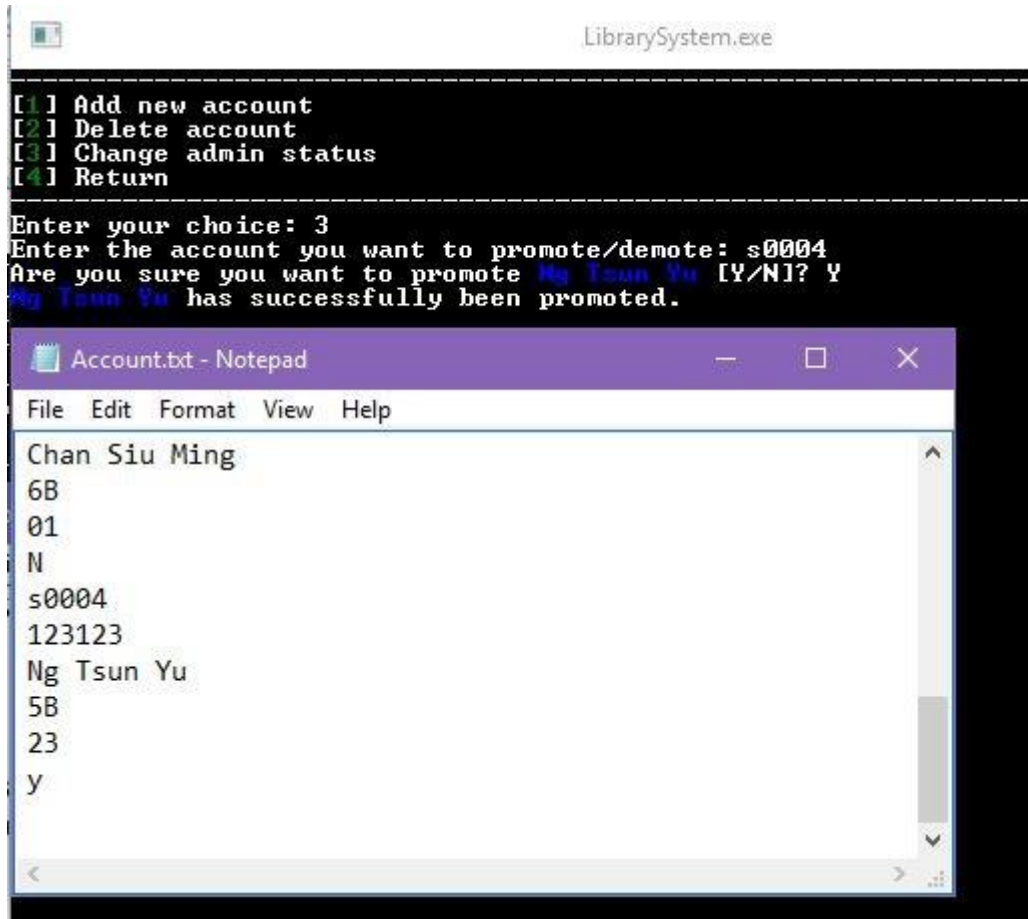 LibrarySystem.exe
[1] Add new account
[2] Delete account
[3] Change admin status
[4] Return
Enter your choice: 3
Enter the account you want to promote/demote: s0004
Are you sure you want to promote Ng Tsun Yu [Y/N]? Y
Ng Tsun Yu has successfully been promoted.
Account.txt - Notepad
File Edit Format View Help
Chan Siu Ming
6B
01
N
s0004
123123
Ng Tsun Yu
5B
23
y